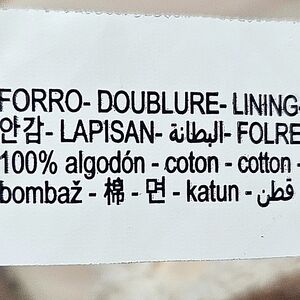 FORRO- DOUBLURE- LINING-
안감- LAPISAN- البطانة- FOLRE
100% algodón - coton - cotton -
bombaž - 棉 - 면 - katun - قطن